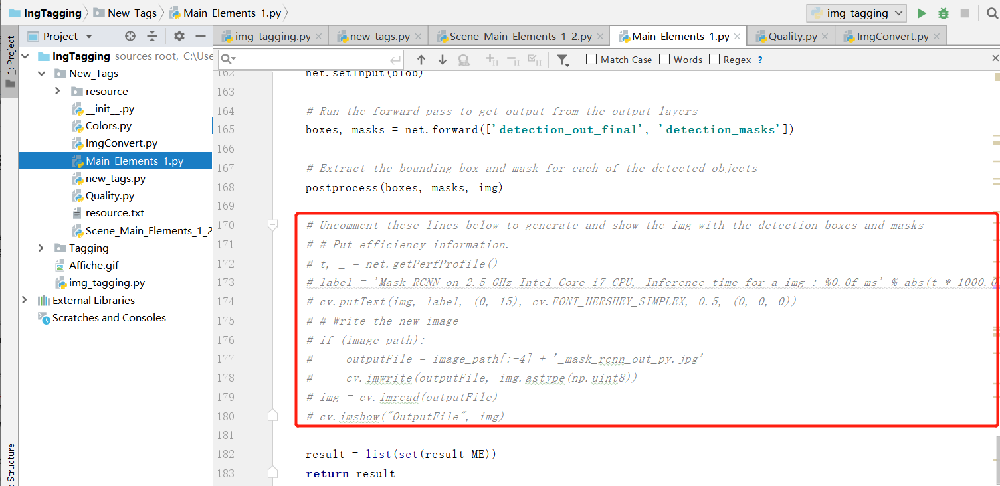 IngTagging New_Tags Main_Elements_1.py img_tagging
1: Project
Project
img_tagging.py new_tags.py Scene_Main_Elements_1_2.py Main_Elements_1.py Quality.py ImgConvert.py
Match Case Words Regex ?
IngTagging sources root, C:\Use
New_Tags
resource
__init__.py
Colors.py
ImgConvert.py
Main_Elements_1.py
new_tags.py
Quality.py
resource.txt
Scene_Main_Elements_1_2
Tagging
Affiche.gif
img_tagging.py
External Libraries
Scratches and Consoles
: Structure
162 net.setInput(blob)
163
164 # Run the forward pass to get output from the output layers
165 boxes, masks = net.forward(['detection_out_final', 'detection_masks'])
166
167 # Extract the bounding box and mask for each of the detected objects
168 postprocess(boxes, masks, img)
169
170 # Uncomment these lines below to generate and show the img with the detection boxes and masks
171 # # Put efficiency information.
172 # t, _ = net.getPerfProfile()
173 # label = 'Mask-RCNN on 2.5 GHz Intel Core i7 CPU, Inference time for a img : %0.0f ms' % abs(t * 1000.0
174 # cv.putText(img, label, (0, 15), cv.FONT_HERSHEY_SIMPLEX, 0.5, (0, 0, 0))
175 # # Write the new image
176 # if (image_path):
177 #     outputFile = image_path[:-4] + '_mask_rcnn_out_py.jpg'
178 #     cv.imwrite(outputFile, img.astype(np.uint8))
179 # img = cv.imread(outputFile)
180 # cv.imshow("OutputFile", img)
181
182 result = list(set(result_ME))
183 return result